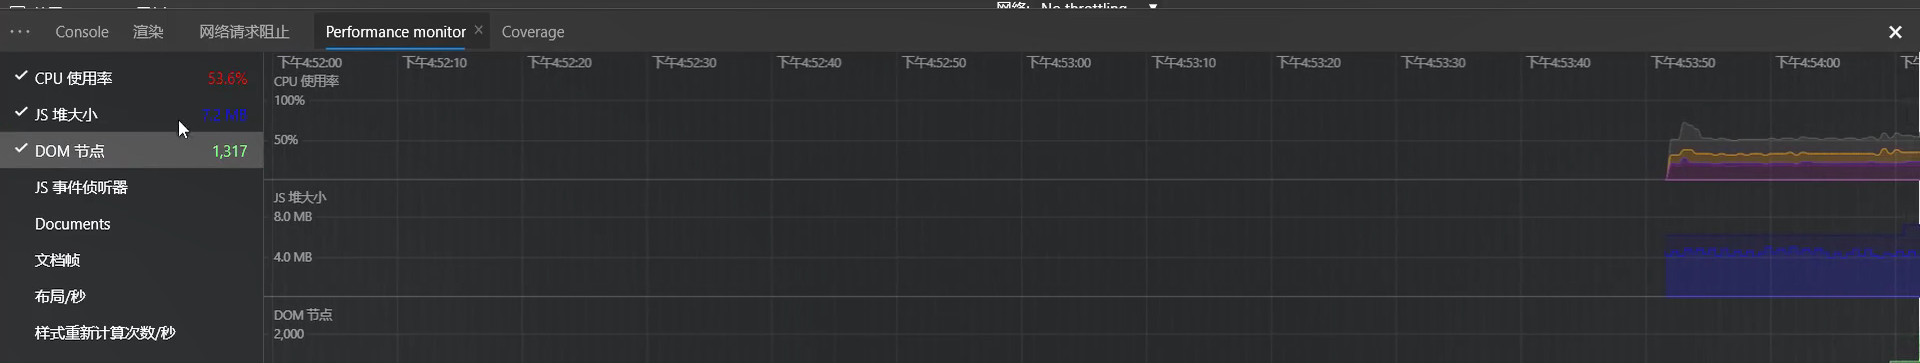 网络: No throttling ▼
··· Console 渲染 网络请求阻止 Performance monitor × Coverage ×
下午4:52:00 下午4:52:10 下午4:52:20 下午4:52:30 下午4:52:40 下午4:52:50 下午4:53:00 下午4:53:10 下午4:53:20 下午4:53:30 下午4:53:40 下午4:53:50 下午4:54:00 下午
CPU 使用率 53.6%
JS 堆大小 7.2 MB
DOM 节点 1,317
JS 事件侦听器
Documents
文档帧
布局/秒
样式重新计算次数/秒
CPU 使用率
100%
50%
JS 堆大小
8.0 MB
4.0 MB
DOM 节点
2,000